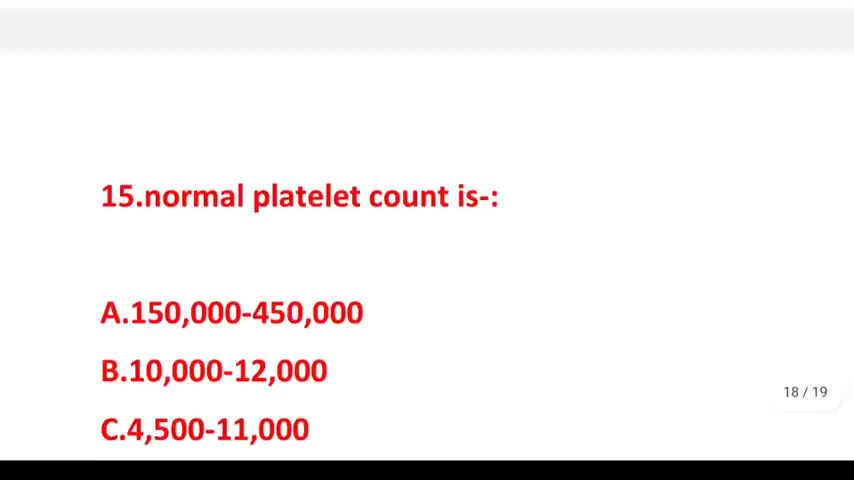 15.normal platelet count is-:
A.150,000-450,000
B.10,000-12,000
18 / 19
C.4,500-11,000